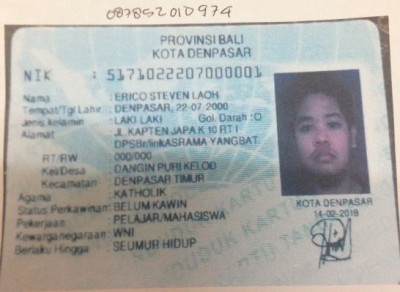 087852010974
PROVINSI BALI
KOTA DENPASAR
NIK : 5171022207000001
Nama : ERICO STEVEN LAOH
Tempat/Tgl Lahir : DENPASAR, 22-07-2000
Jenis kelamin : LAKI LAKI Gol. Darah : O
Alamat : JL KAPTEN JAPA K 10 RT I
DPSBr/linkASRAMA YANGBAT
RT/RW : 000/000
Kel/Desa : DANGIN PURI KELOD
Kecamatan : DENPASAR TIMUR
Agama : KATHOLIK
Status Perkawinan: BELUM KAWIN
Pekerjaan : PELAJAR/MAHASISWA
Kewarganegaraan: WNI
Berlaku Hingga : SEUMUR HIDUP
KOTA DENPASAR
14-02-2018